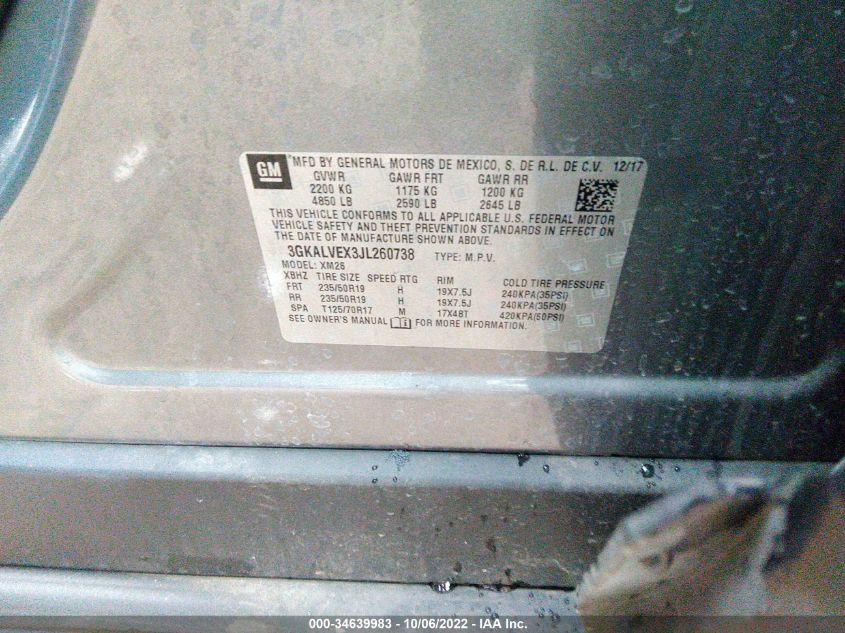 GM
*MFD BY GENERAL MOTORS DE MEXICO, S. DE R.L. DE C.V. 12/17
GVWR GAWR FRT GAWR RR
2200 KG 1175 KG 1200 KG
4850 LB 2590 LB 2645 LB
THIS VEHICLE CONFORMS TO ALL APPLICABLE U.S. FEDERAL MOTOR
VEHICLE SAFETY AND THEFT PREVENTION STANDARDS IN EFFECT ON
THE DATE OF MANUFACTURE SHOWN ABOVE.
3GKALVEX3JL260738 TYPE: M.P.V.
MODEL: XM26
XBHZ TIRE SIZE SPEED RTG RIM COLD TIRE PRESSURE
FRT 235/50R19 H 19X7.5J 240KPA(35PSI)
RR 235/50R19 H 19X7.5J 240KPA(35PSI)
SPA T125/70R17 M 17X4BT 420KPA(60PSI)
SEE OWNER'S MANUAL FOR MORE INFORMATION.
000-34639983 - 10/06/2022 - IAA Inc.